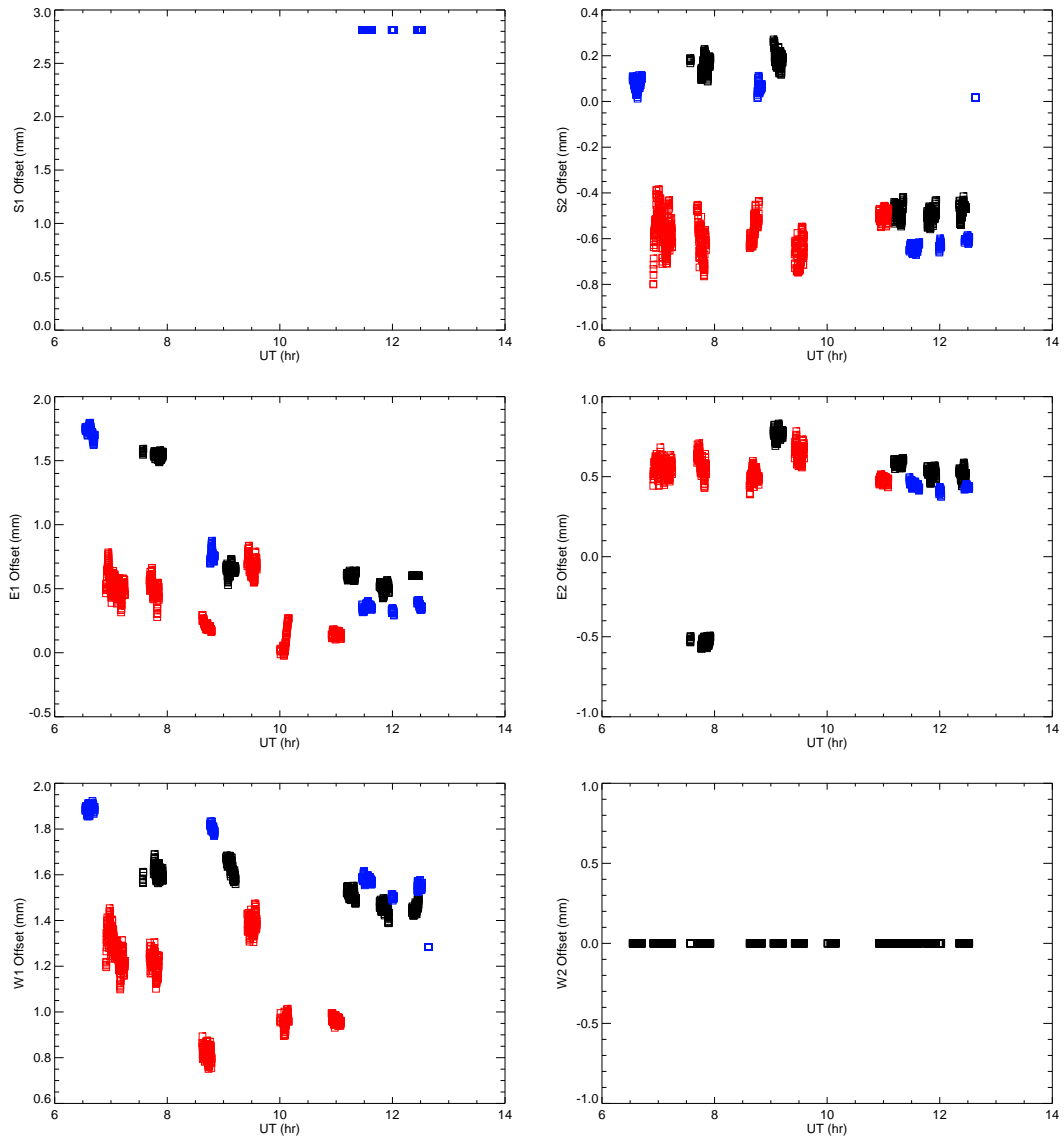 3.0
2.5
2.0
1.5
1.0
0.5
0.0
S1 Offset (mm)
6 8 10 12 14
UT (hr)
0.4
0.2
0.0
-0.2
-0.4
-0.6
-0.8
-1.0
S2 Offset (mm)
6 8 10 12 14
UT (hr)
2.0
1.5
1.0
0.5
0.0
-0.5
E1 Offset (mm)
6 8 10 12 14
UT (hr)
1.0
0.5
0.0
-0.5
-1.0
E2 Offset (mm)
6 8 10 12 14
UT (hr)
2.0
1.8
1.6
1.4
1.2
1.0
0.8
0.6
W1 Offset (mm)
6 8 10 12 14
UT (hr)
1.0
0.5
0.0
-0.5
-1.0
W2 Offset (mm)
6 8 10 12 14
UT (hr)